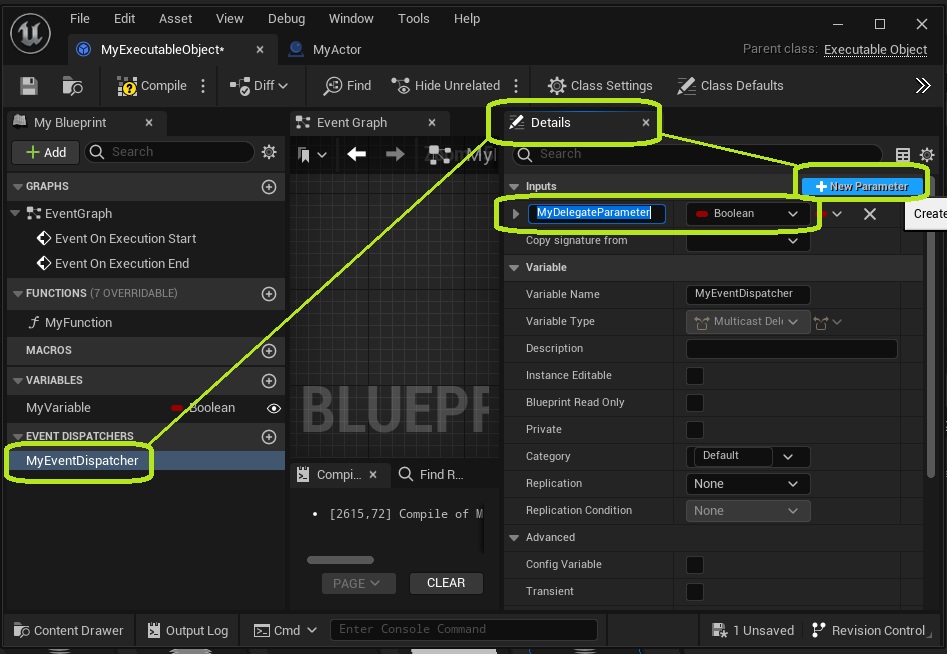 File Edit Asset View Debug Window Tools Help
MyExecutableObject*
MyActor
Parent class: Executable Object
Compile
Diff
Find
Hide Unrelated
Class Settings
Class Defaults
My Blueprint
Event Graph
Details
Add
Search
Search
GRAPHS
EventGraph
Event On Execution Start
Event On Execution End
FUNCTIONS (7 OVERRIDABLE)
MyFunction
MACROS
VARIABLES
MyVariable Boolean
EVENT DISPATCHERS
MyEventDispatcher
BLUEPR
Compi...
Find R...
[2615,72] Compile of M
PAGE
CLEAR
Inputs
+ New Parameter
MyDelegateParameter Boolean
Create
Copy signature from
Variable
Variable Name MyEventDispatcher
Variable Type Multicast Del
Description
Instance Editable
Blueprint Read Only
Private
Category Default
Replication None
Replication Condition None
Advanced
Config Variable
Transient
Content Drawer
Output Log
Cmd
Enter Console Command
1 Unsaved
Revision Control